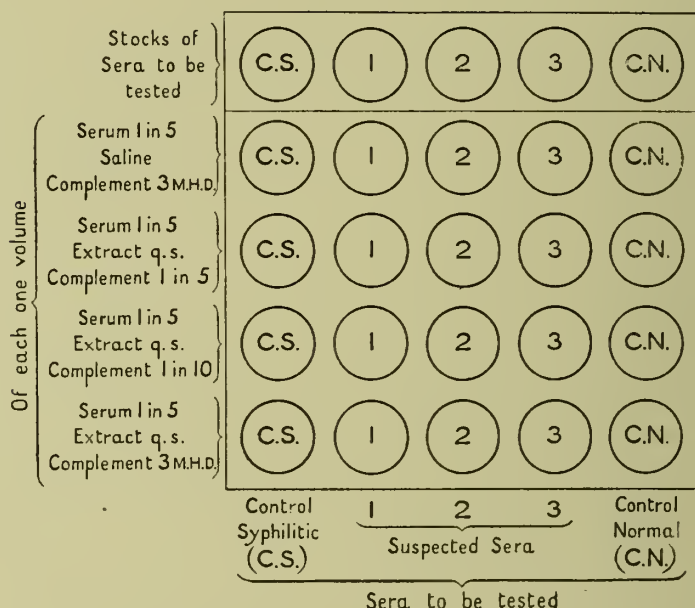 Stocks of
Sera to be
tested
C.S. 1 2 3 C.N.
Of each one volume
Serum 1 in 5
Saline
Complement 3 M.H.D.
C.S. 1 2 3 C.N.
Serum 1 in 5
Extract q.s.
Complement 1 in 5
C.S. 1 2 3 C.N.
Serum 1 in 5
Extract q.s.
Complement 1 in 10
C.S. 1 2 3 C.N.
Serum 1 in 5
Extract q.s.
Complement 3 M.H.D.
C.S. 1 2 3 C.N.
Control
Syphilitic
(C.S.)
1 2 3
Suspected Sera
Control
Normal
(C.N.)
Sera to be tested